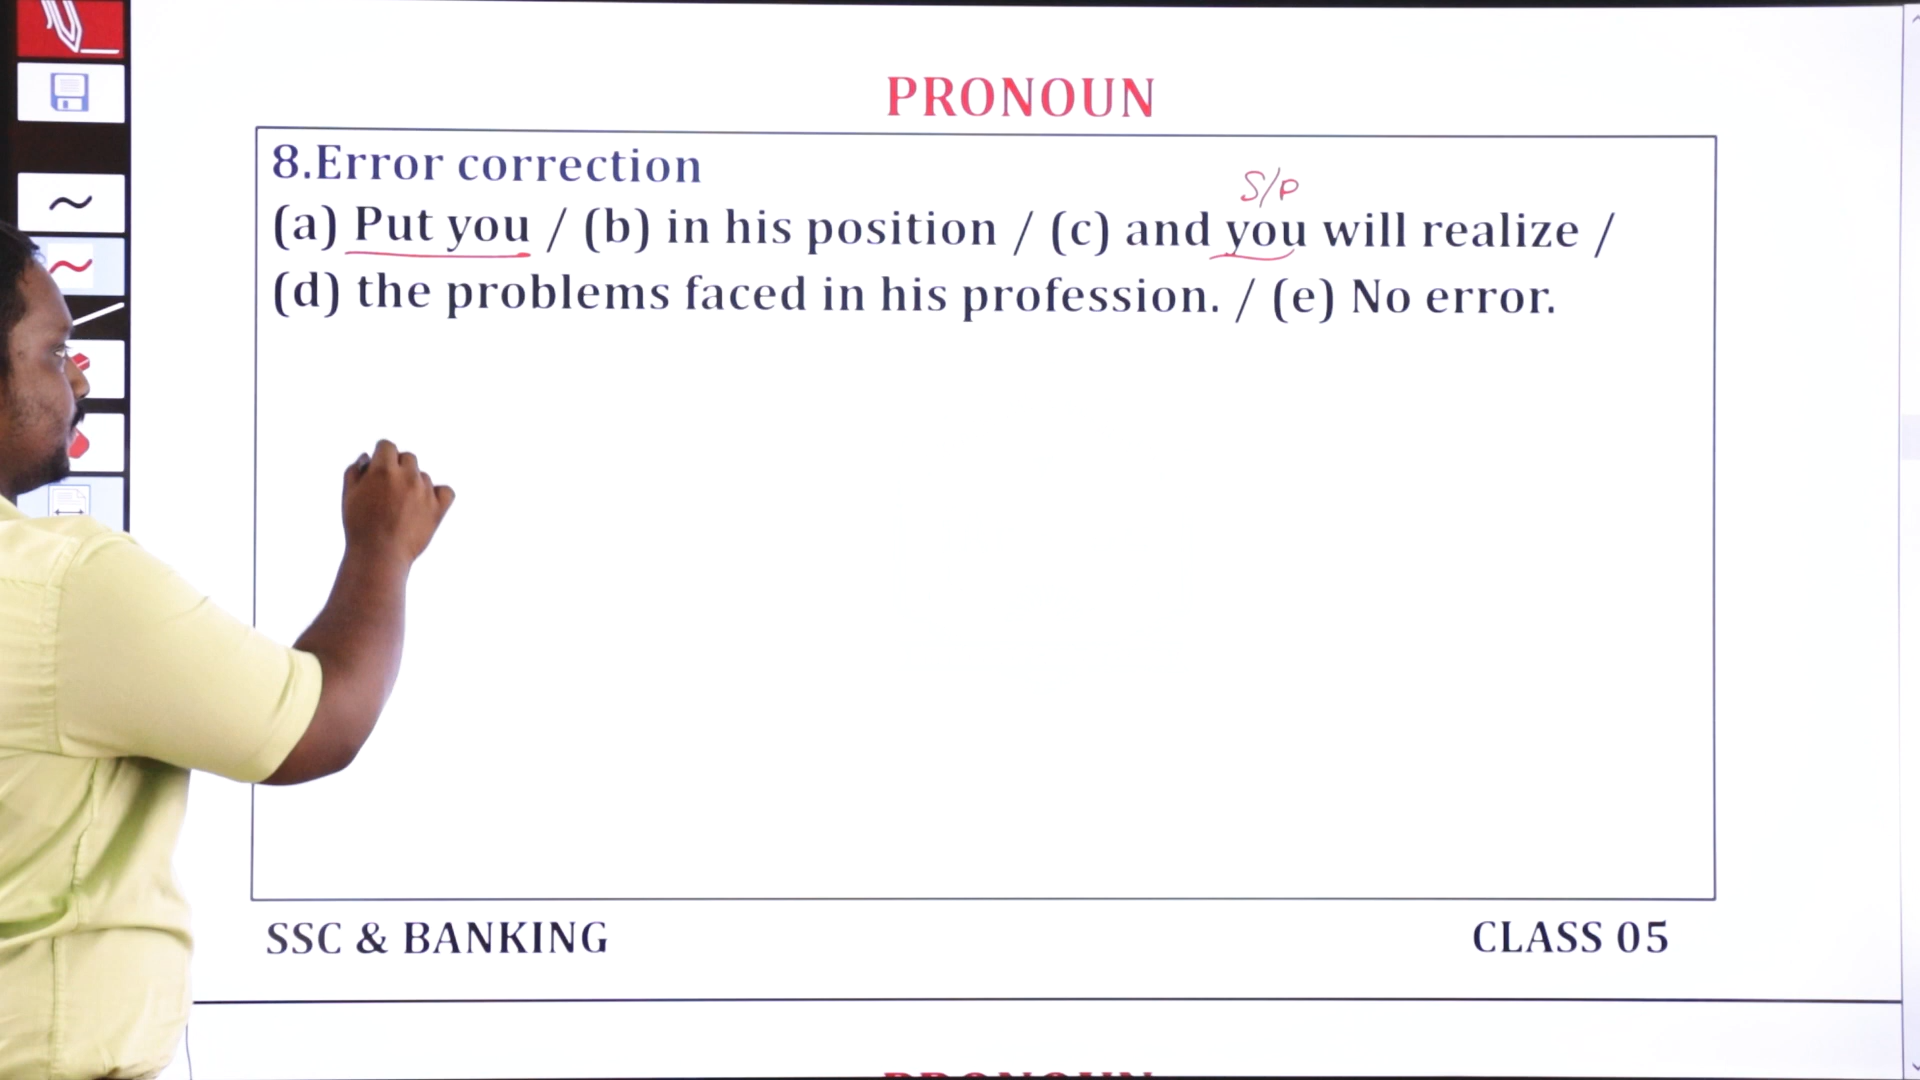 PRONOUN
8.Error correction
S/P
(a) Put you / (b) in his position / (c) and you will realize /
(d) the problems faced in his profession. / (e) No error.
SSC & BANKING
CLASS 05
PRONOUN